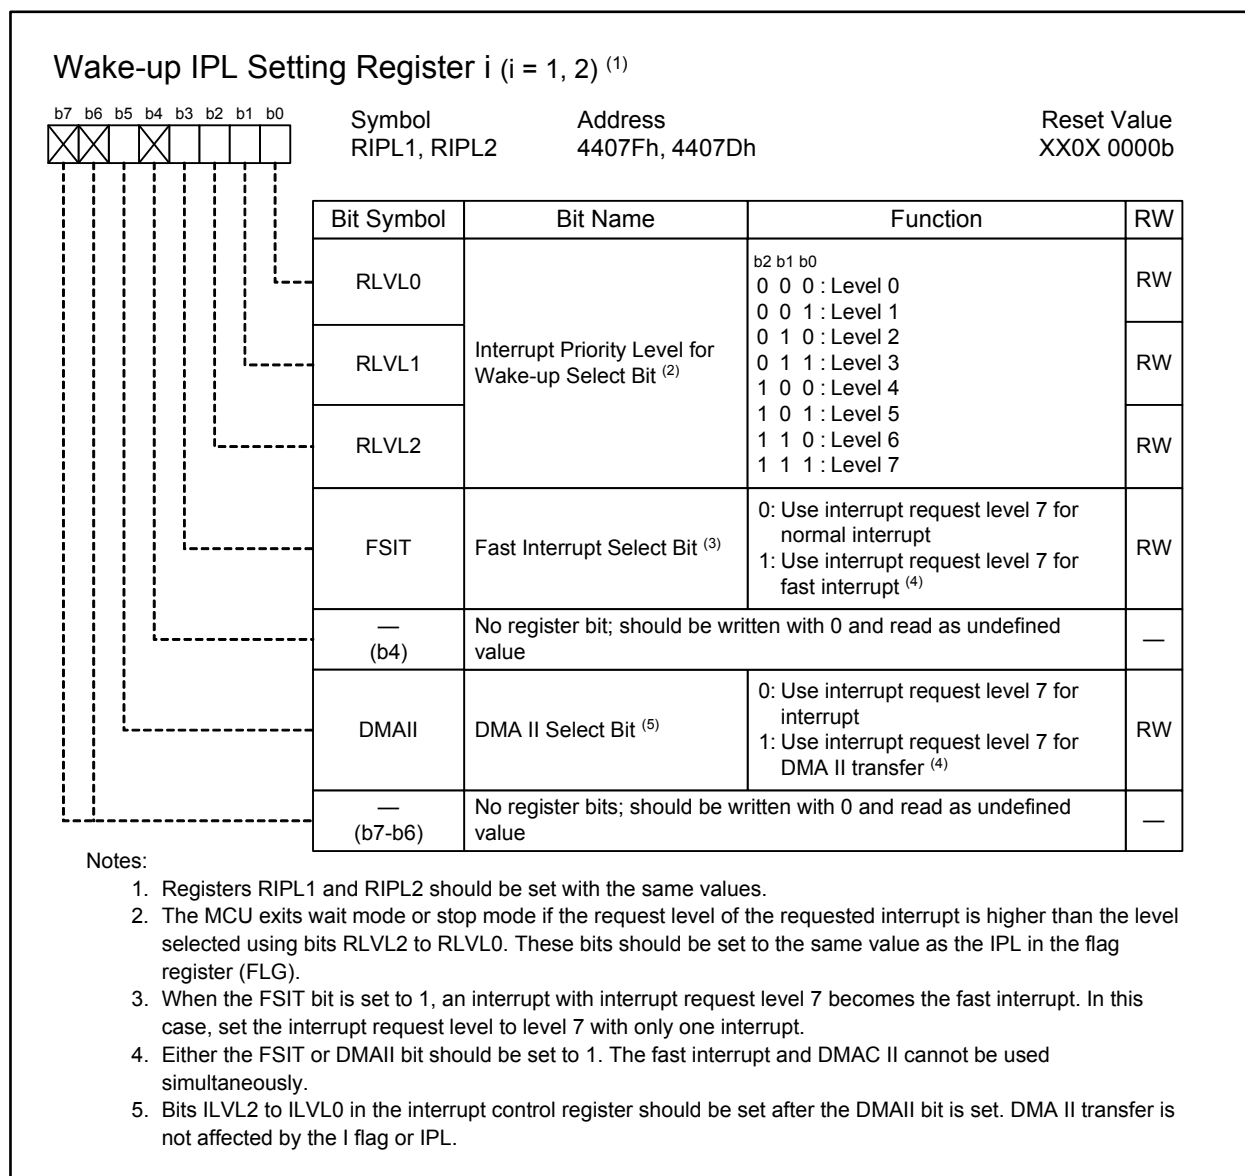 Wake-up IPL Setting Register i (i = 1, 2) (1)
b7 b6 b5 b4 b3 b2 b1 b0
Symbol Address Reset Value
RIPL1, RIPL2 4407Fh, 4407Dh XX0X 0000b
Bit Symbol Bit Name Function RW
RLVL0
RLVL1
RLVL2
Interrupt Priority Level for
Wake-up Select Bit (2)
b2 b1 b0
0 0 0 : Level 0
0 0 1 : Level 1
0 1 0 : Level 2
0 1 1 : Level 3
1 0 0 : Level 4
1 0 1 : Level 5
1 1 0 : Level 6
1 1 1 : Level 7
RW
RW
RW
FSIT
Fast Interrupt Select Bit (3)
0: Use interrupt request level 7 for
normal interrupt
1: Use interrupt request level 7 for
fast interrupt (4)
RW
—
(b4)
No register bit; should be written with 0 and read as undefined
value
—
DMAII
DMA II Select Bit (5)
0: Use interrupt request level 7 for
interrupt
1: Use interrupt request level 7 for
DMA II transfer (4)
RW
—
(b7-b6)
No register bits; should be written with 0 and read as undefined
value
—
Notes:
1. Registers RIPL1 and RIPL2 should be set with the same values.
2. The MCU exits wait mode or stop mode if the request level of the requested interrupt is higher than the level
selected using bits RLVL2 to RLVL0. These bits should be set to the same value as the IPL in the flag
register (FLG).
3. When the FSIT bit is set to 1, an interrupt with interrupt request level 7 becomes the fast interrupt. In this
case, set the interrupt request level to level 7 with only one interrupt.
4. Either the FSIT or DMAII bit should be set to 1. The fast interrupt and DMAC II cannot be used
simultaneously.
5. Bits ILVL2 to ILVL0 in the interrupt control register should be set after the DMAII bit is set. DMA II transfer is
not affected by the I flag or IPL.